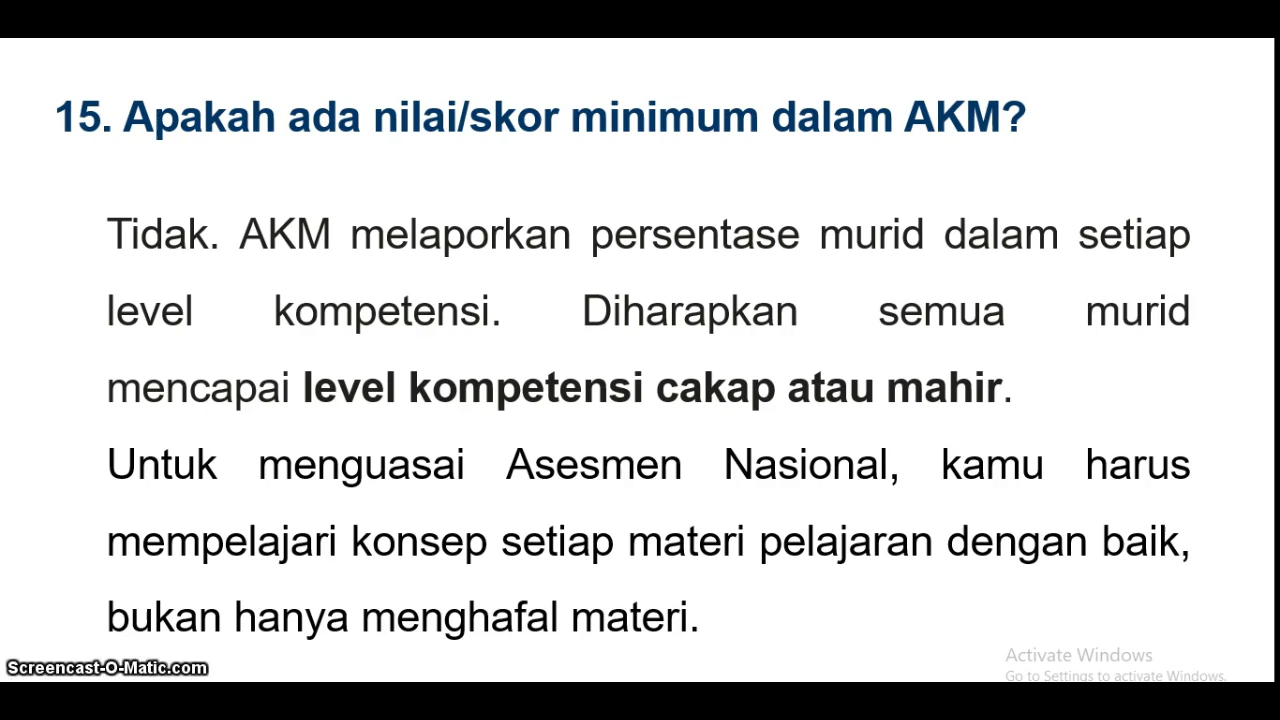 15. Apakah ada nilai/skor minimum dalam AKM?
Tidak. AKM melaporkan persentase murid dalam setiap
level kompetensi. Diharapkan semua murid
mencapai level kompetensi cakap atau mahir.
Untuk menguasai Asesmen Nasional, kamu harus
mempelajari konsep setiap materi pelajaran dengan baik,
bukan hanya menghafal materi.
Activate Windows
Go to Settings to activate Windows.
Screencast-O-Matic.com